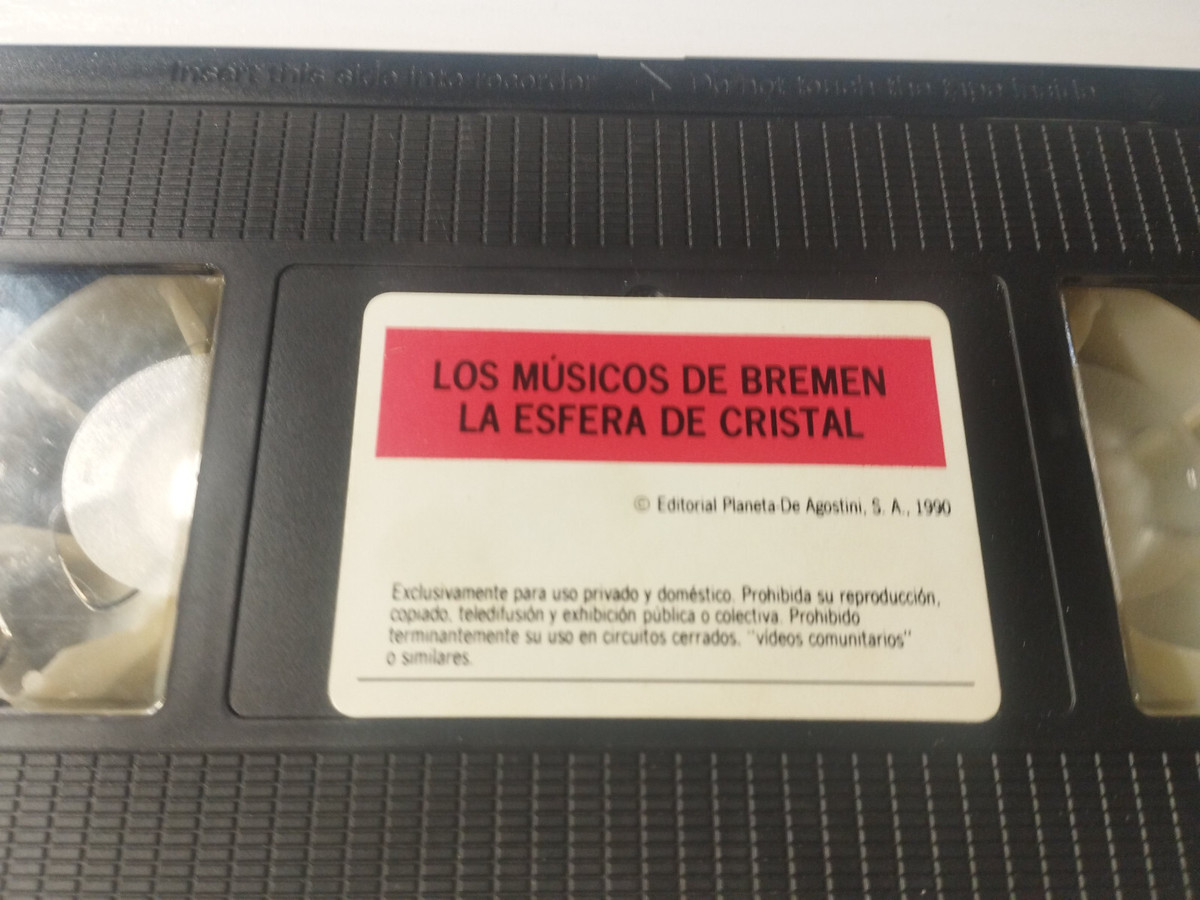 Insert this side into recorder Do not touch the tape inside
LOS MÚSICOS DE BREMEN
LA ESFERA DE CRISTAL
© Editorial Planeta-De Agostini, S. A., 1990
Exclusivamente para uso privado y doméstico. Prohibida su reproducción,
copiado, teledifusión y exhibición pública o colectiva. Prohibido
terminantemente su uso en circuitos cerrados, "vídeos comunitarios"
o similares.